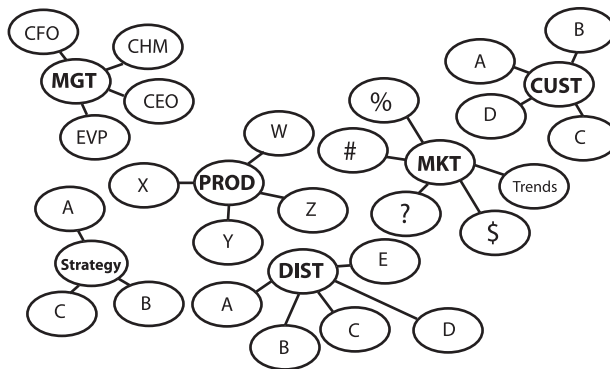 CFO
CHM
MGT
CEO
EVP
B
A
CUST
D
C
%
#
MKT
Trends
?
$
W
X
PROD
Z
Y
A
Strategy
C
B
DIST
E
A
B
C
D